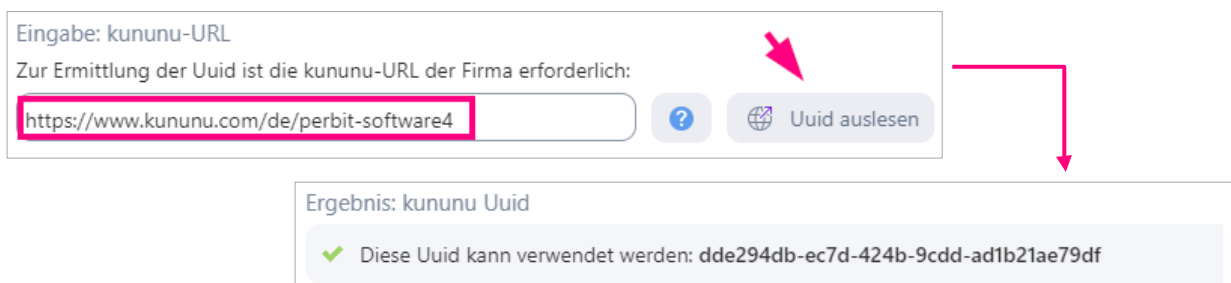 Eingabe: kununu-URL
Zur Ermittlung der Uuid ist die kununu-URL der Firma erforderlich:
https://www.kununu.com/de/perbit-software4 ? Uuid auslesen
Ergebnis: kununu Uuid
Diese Uuid kann verwendet werden: dde294db-ec7d-424b-9cdd-ad1b21ae79df